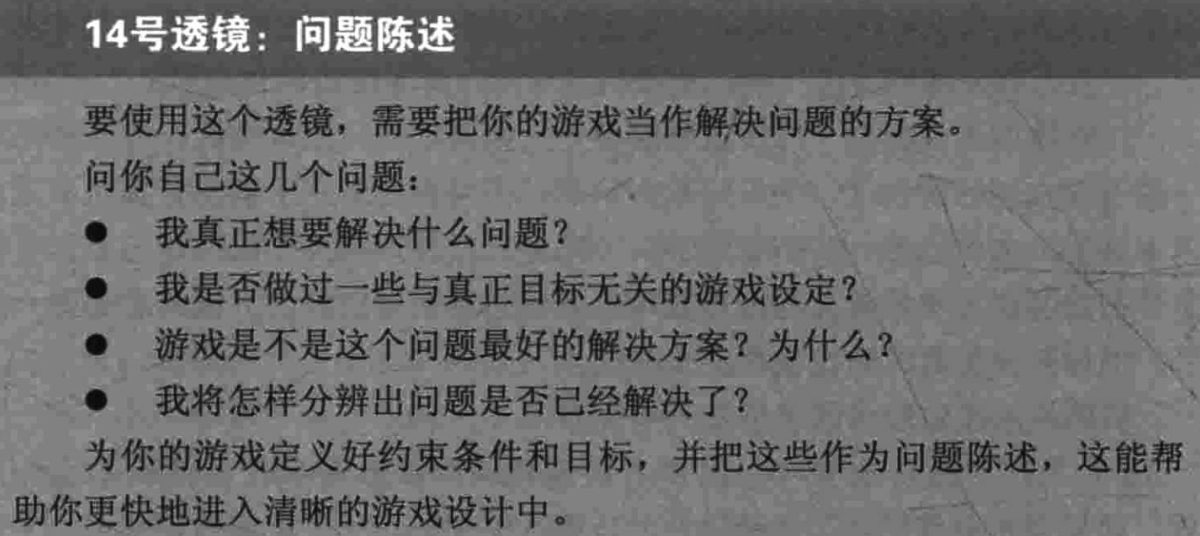 14号透镜：问题陈述
要使用这个透镜，需要把你的游戏当作解决问题的方案。
问你自己这几个问题：
● 我真正想要解决什么问题？
● 我是否做过一些与真正目标无关的游戏设定？
● 游戏是不是这个问题最好的解决方案？为什么？
● 我将怎样分辨出问题是否已经解决了？
为你的游戏定义好约束条件和目标，并把这些作为问题陈述，这能帮
助你更快地进入清晰的游戏设计中。